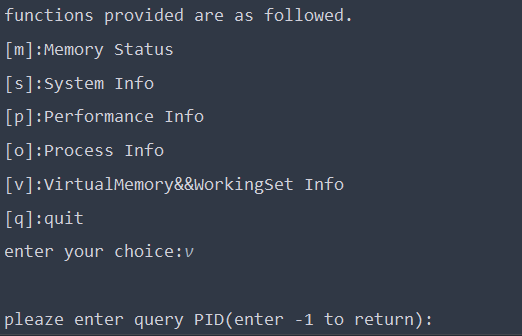 functions provided are as followed.
[m]:Memory Status
[s]:System Info
[p]:Performance Info
[o]:Process Info
[v]:VirtualMemory&&WorkingSet Info
[q]:quit
enter your choice:v
pleaze enter query PID(enter -1 to return):